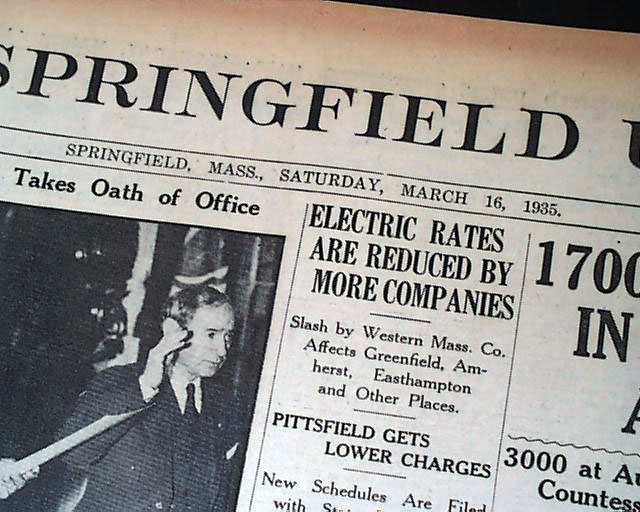 SPRINGFIELD
SPRINGFIELD, MASS., SATURDAY, MARCH 16, 1935.
Takes Oath of Office
ELECTRIC RATES
ARE REDUCED BY
MORE COMPANIES
Slash by Western Mass. Co.
Affects Greenfield, Am-
herst, Easthampton
and Other Places.
PITTSFIELD GETS
LOWER CHARGES
New Schedules Are Filed
with
1700
IN
A
3000 at
Countess